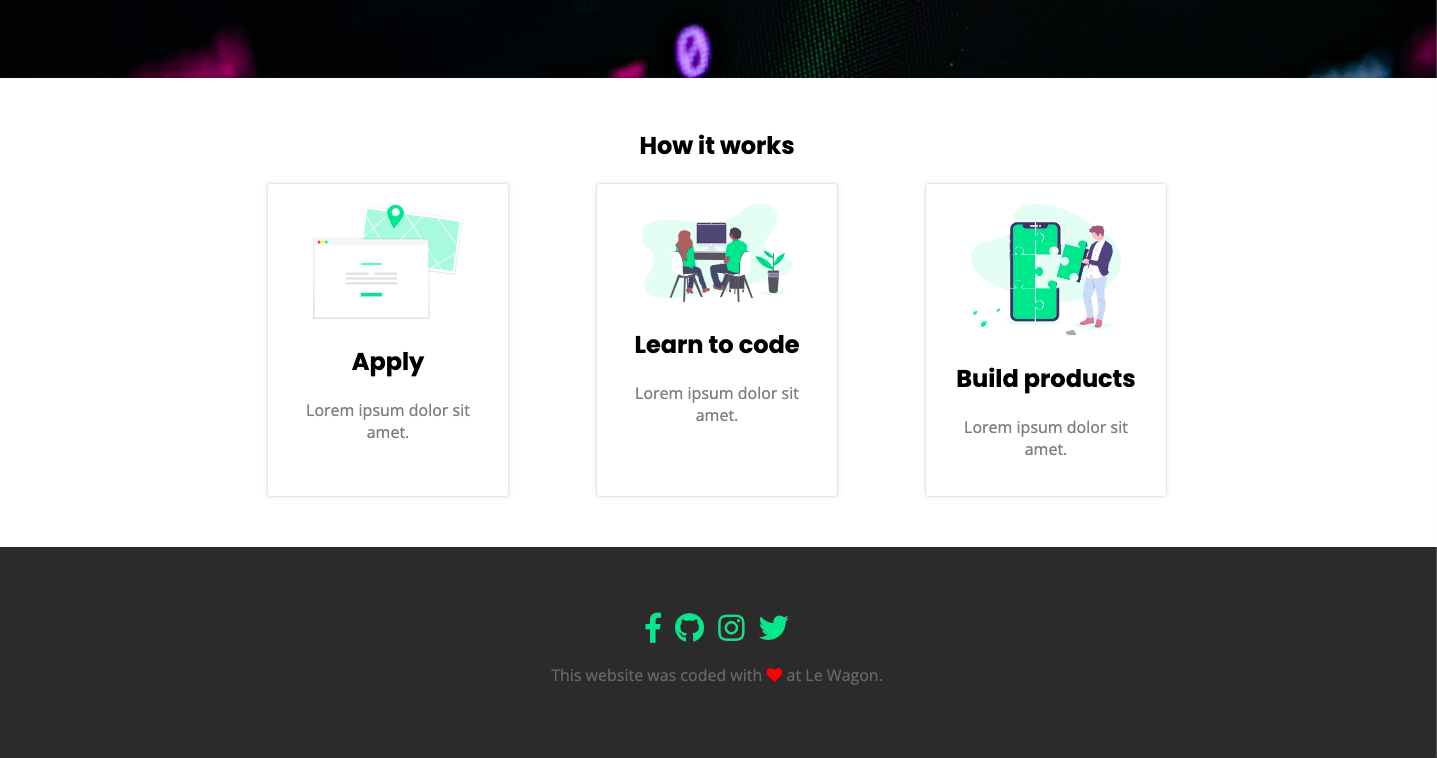 0
How it works
Apply
Lorem ipsum dolor sit
amet.
Learn to code
Lorem ipsum dolor sit
amet.
Build products
Lorem ipsum dolor sit
amet.
This website was coded with ❤ at Le Wagon.